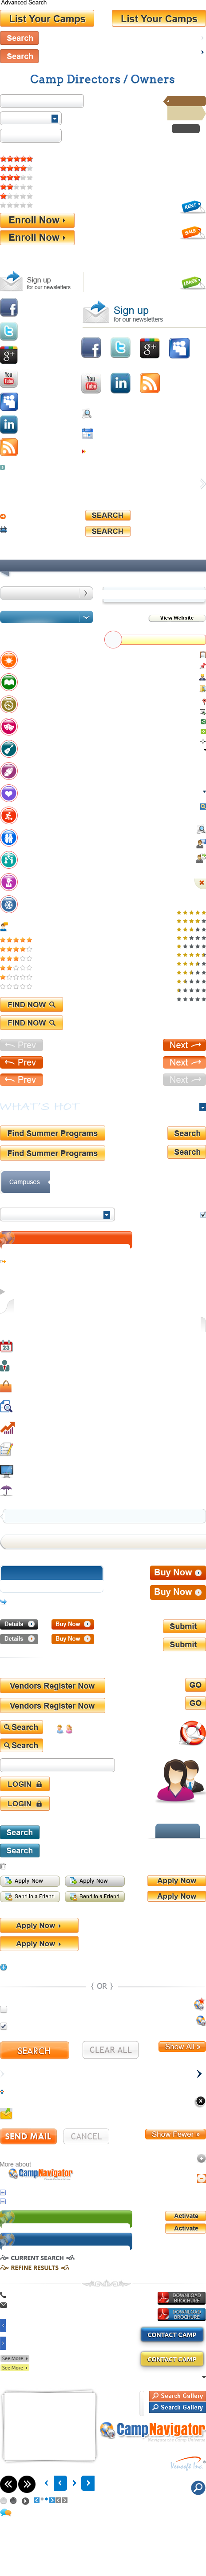 Advanced Search
List Your Camps
List Your Camps
Search
Search
Camp Directors / Owners
RENT
Enroll Now
SALE
Enroll Now
Sign up
for our newsletters
Sign up
for our newsletters
You Tube
You Tube
SEARCH
SEARCH
View Website
FIND NOW
FIND NOW
Prev
Next
Prev
Next
Prev
Next
WHAT'S HOT
Find Summer Programs
Search
Find Summer Programs
Search
Campuses
23
Buy Now
Buy Now
Details
Buy Now
Details
Buy Now
Submit
Submit
Vendors Register Now
GO
Vendors Register Now
GO
Search
Search
LOGIN
LOGIN
Search
Search
Apply Now
Apply Now
Apply Now
Send to a Friend
Send to a Friend
Apply Now
Apply Now
Apply Now
{ OR }
SEARCH
CLEAR ALL
Show All »
SEND MAIL
CANCEL
Show Fewer »
More about
CampNavigator
Activate
Activate
CURRENT SEARCH
REFINE RESULTS
DOWNLOAD BROCHURE
DOWNLOAD BROCHURE
CONTACT CAMP
See More
See More
CONTACT CAMP
Search Gallery
Search Gallery
CampNavigator